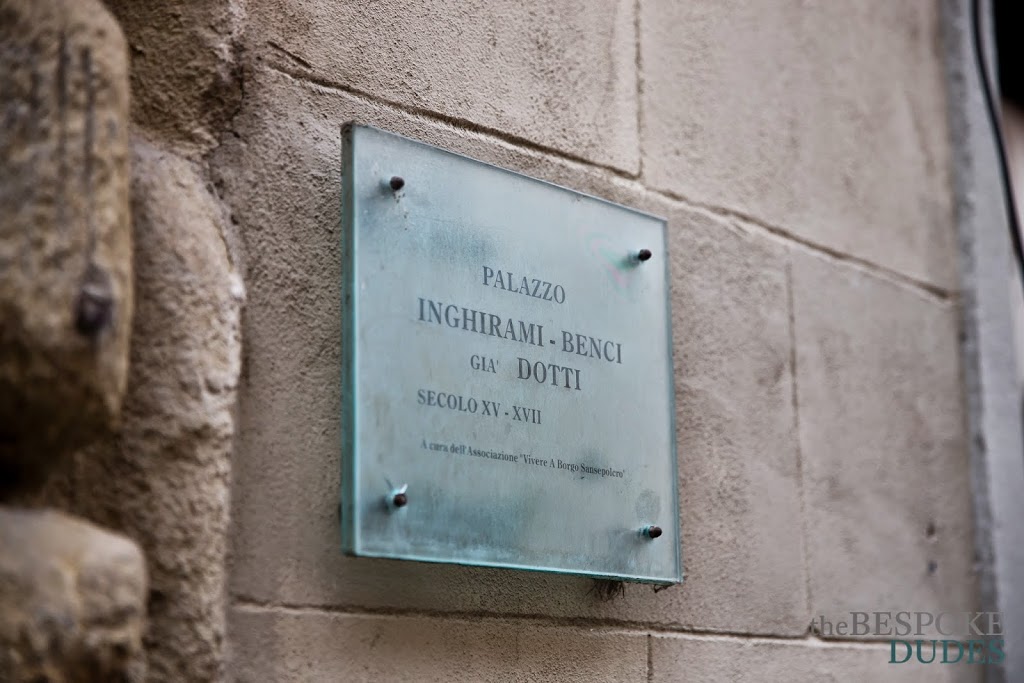 PALAZZO
INGHIRAMI - BENCI
GIA' DOTTI
SECOLO XV - XVII
A cura dell'Associazione "Vivere A Borgo Sansepolcro"
theBESPOKE
DUDES